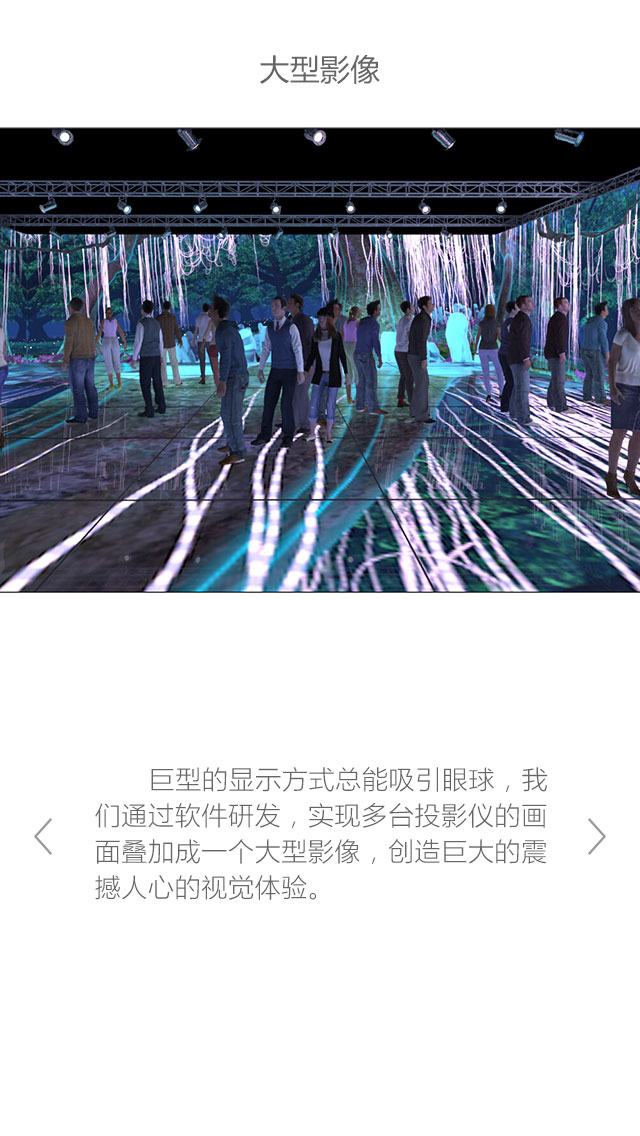 大型影像
巨型的显示方式总能吸引眼球，我
们通过软件研发，实现多台投影仪的画
面叠加成一个大型影像，创造巨大的震
撼人心的视觉体验。